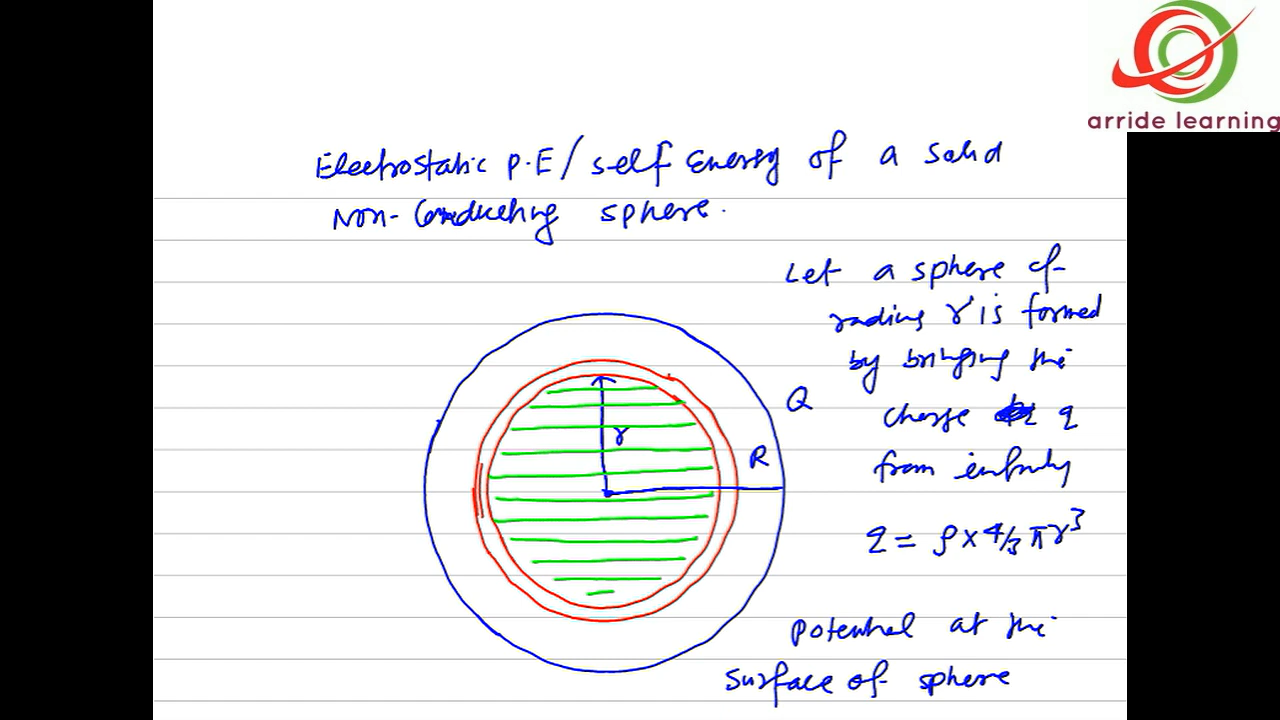 arride learning
Electrostatic P.E / self Energy of a solid
Non-Conducting sphere.
Let a sphere of
radius r is formed
by bringing the
Q
charge q
r
R
from infinity
q = ρ × 4/3 πr³
potential at the
surface of sphere